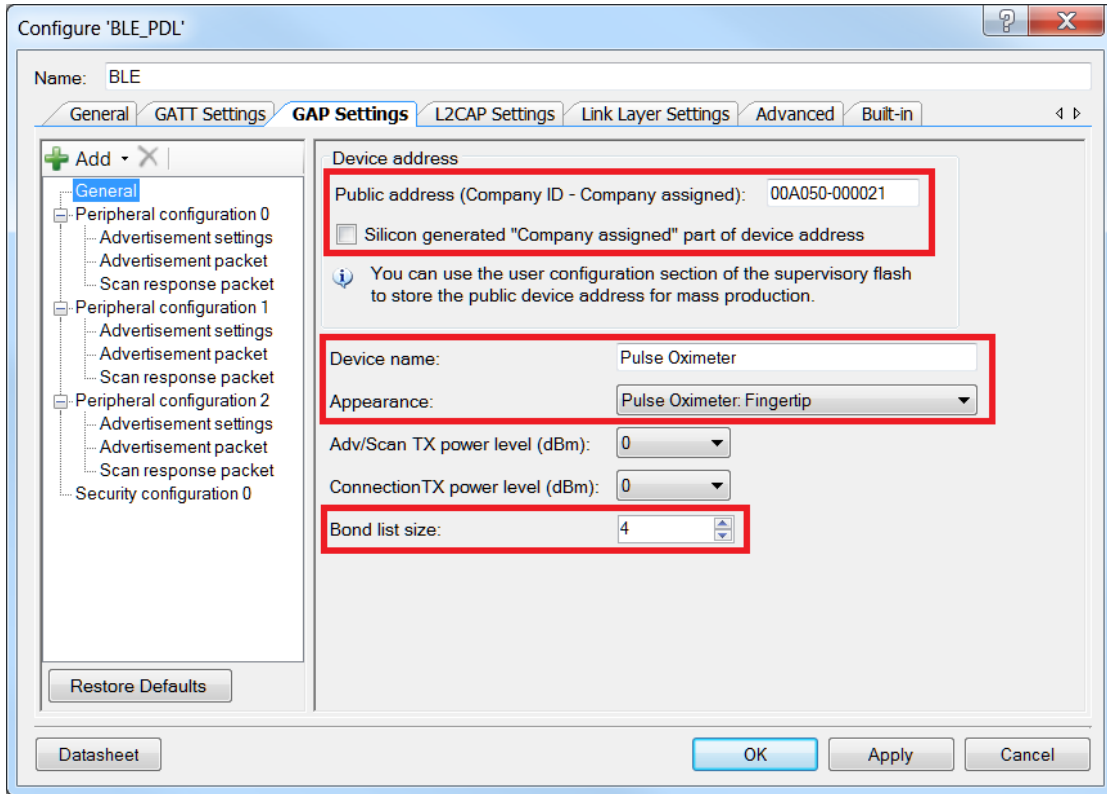 Configure 'BLE_PDL'
Name: BLE
General GATT Settings GAP Settings L2CAP Settings Link Layer Settings Advanced Built-in
Add
General
Peripheral configuration 0
Advertisement settings
Advertisement packet
Scan response packet
Peripheral configuration 1
Advertisement settings
Advertisement packet
Scan response packet
Peripheral configuration 2
Advertisement settings
Advertisement packet
Scan response packet
Security configuration 0
Restore Defaults
Device address
Public address (Company ID - Company assigned): 00A050-000021
Silicon generated "Company assigned" part of device address
You can use the user configuration section of the supervisory flash
to store the public device address for mass production.
Device name: Pulse Oximeter
Appearance: Pulse Oximeter: Fingertip
Adv/Scan TX power level (dBm): 0
ConnectionTX power level (dBm): 0
Bond list size: 4
Datasheet OK Apply Cancel